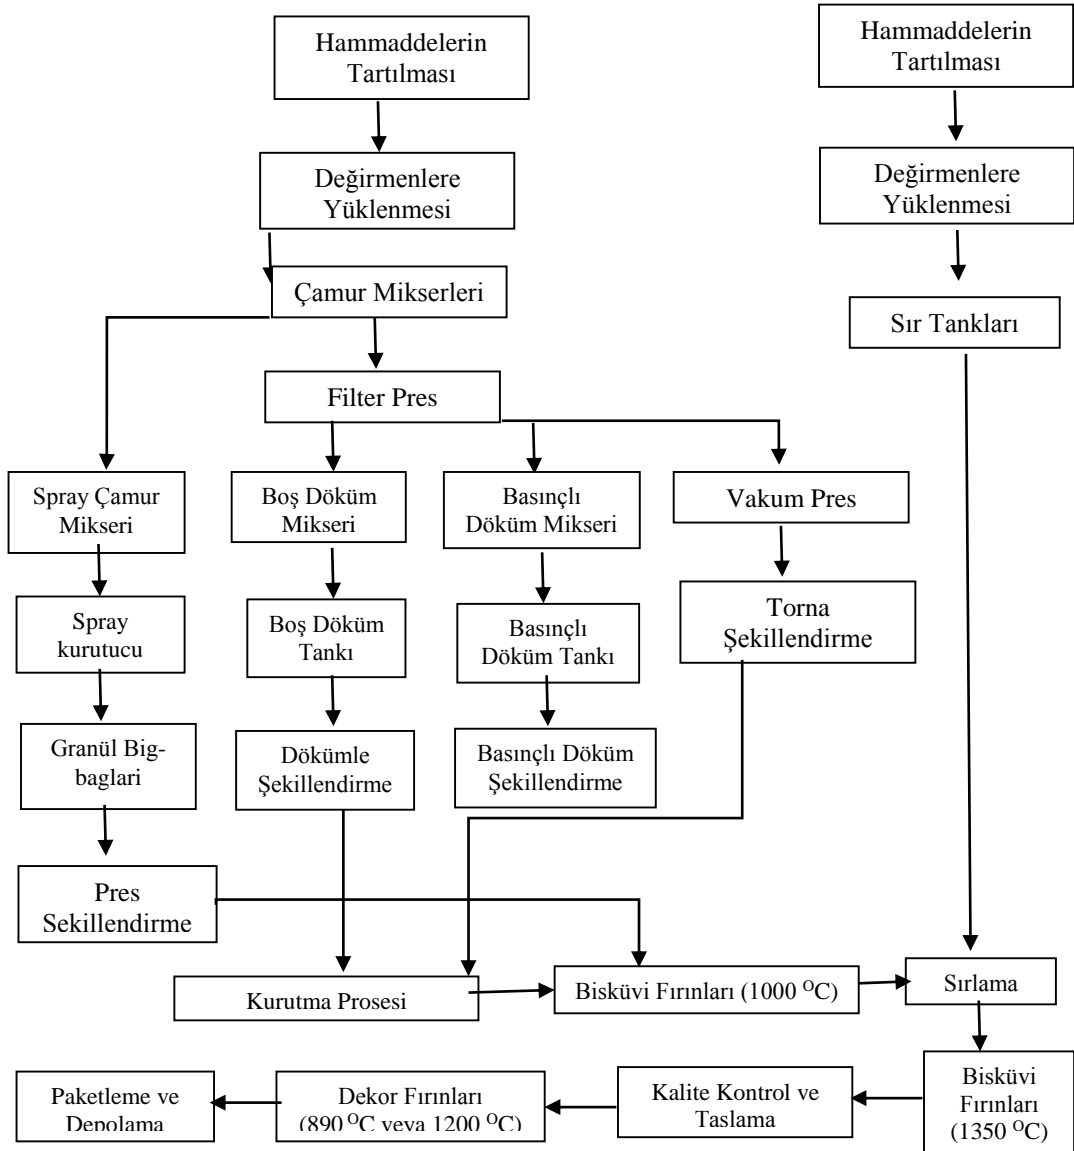 Hammaddelerin
Tartılması
Hammaddelerin
Tartılması
Değirmenlere
Yüklenmesi
Değirmenlere
Yüklenmesi
Çamur Mikserleri
Sır Tankları
Filter Pres
Spray Çamur
Mikseri
Boş Döküm
Mikseri
Basınçlı
Döküm Mikseri
Vakum Pres
Spray
kurutucu
Boş Döküm
Tankı
Basınçlı
Döküm Tankı
Torna
Şekillendirme
Granül Big-
baglari
Dökümle
Şekillendirme
Basınçlı Döküm
Şekillendirme
Pres
Sekillendirme
Kurutma Prosesi
Bisküvi Fırınları (1000 ᴼC)
Sırlama
Paketleme ve
Depolama
Dekor Fırınları
(890 ᴼC veya 1200 ᴼC)
Kalite Kontrol ve
Taslama
Bisküvi
Fırınları
(1350 ᴼC)